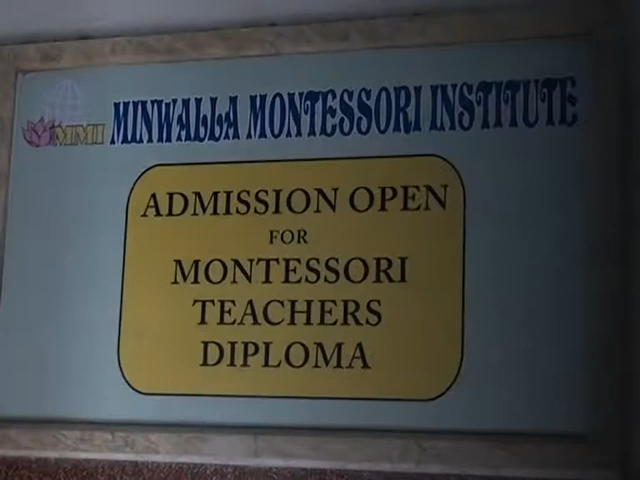 MMI MINWALLA MONTESSORI INSTITUTE
ADMISSION OPEN
FOR
MONTESSORI
TEACHERS
DIPLOMA